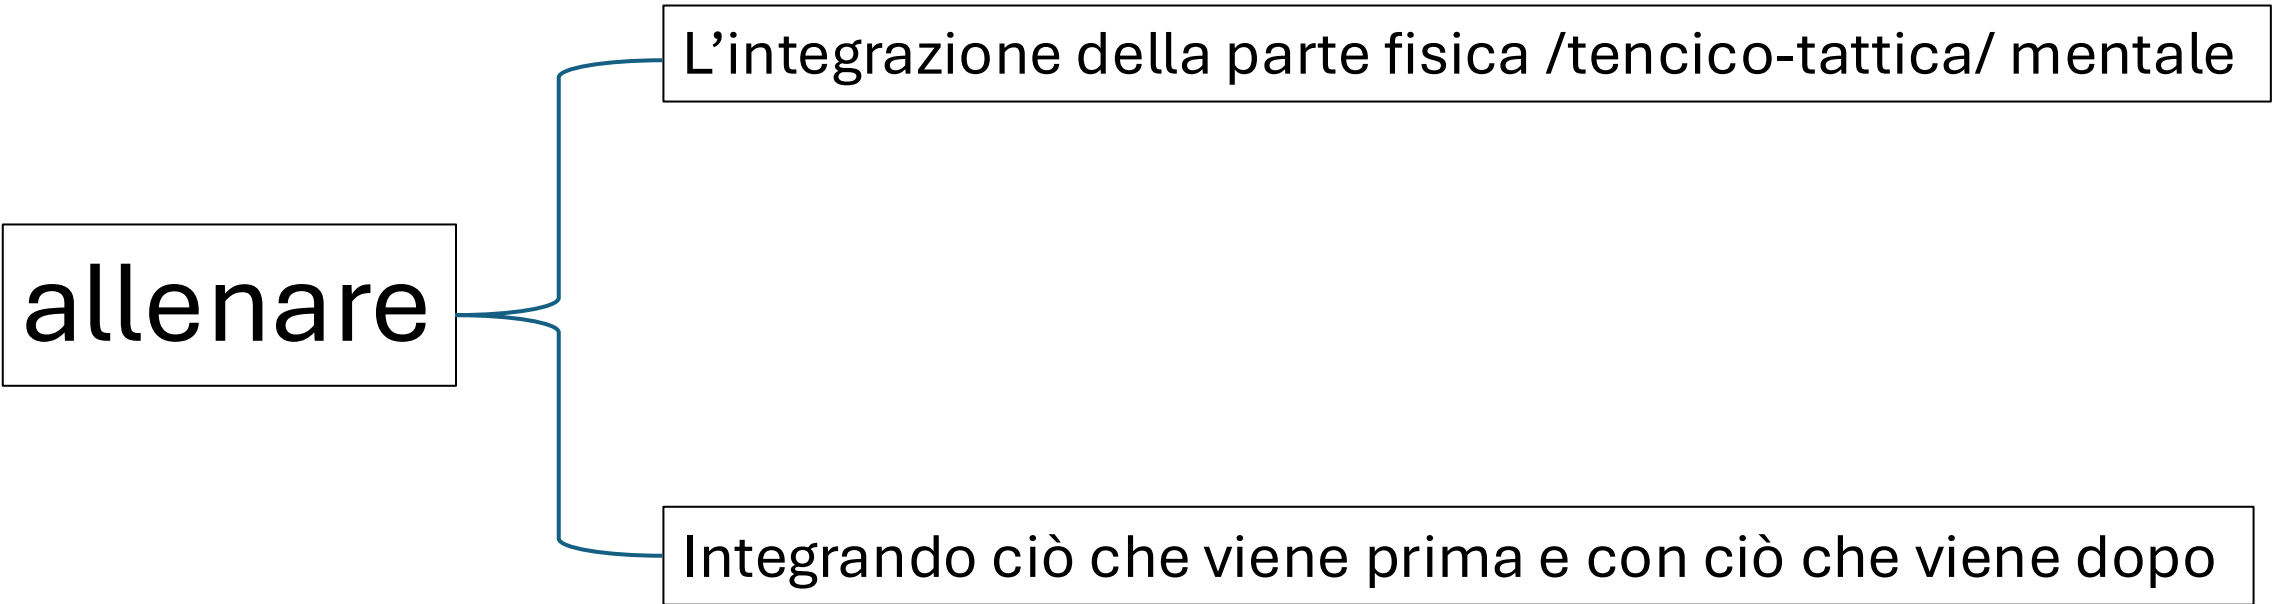 L’integrazione della parte fisica /tencico-tattica/ mentale
allenare
Integrando ciò che viene prima e con ciò che viene dopo